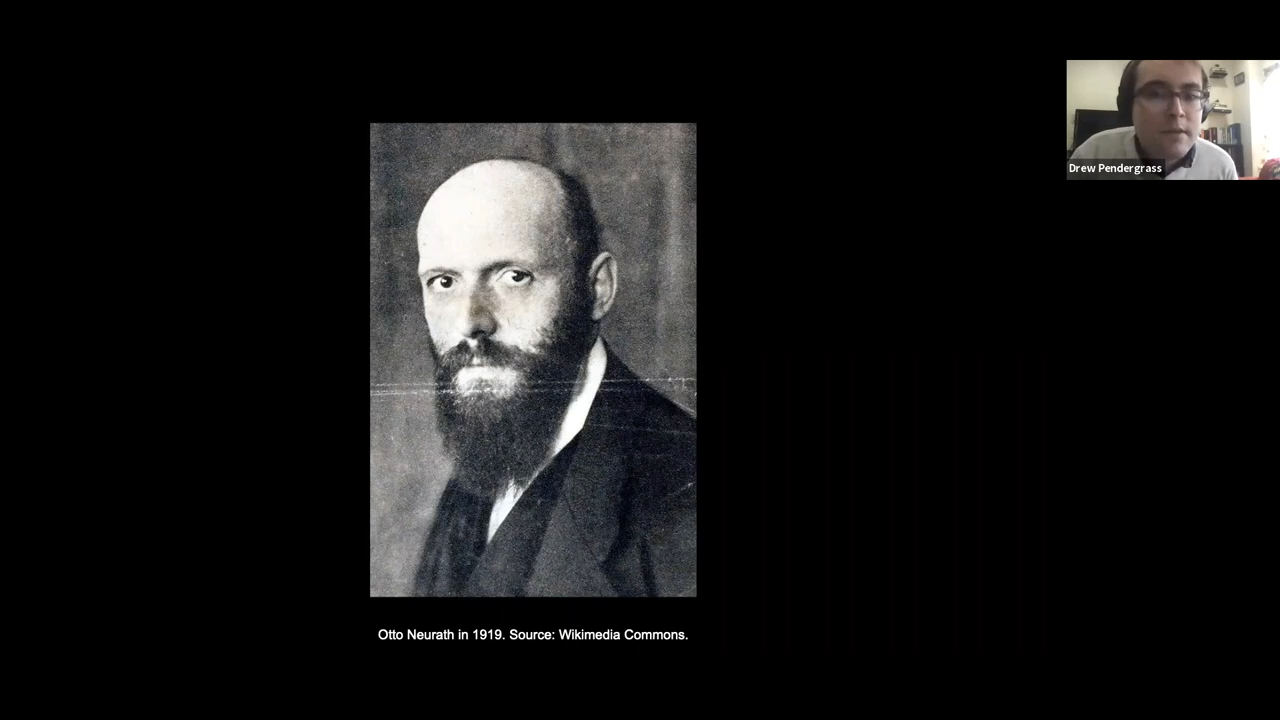 Drew Pendergrass
Otto Neurath in 1919. Source: Wikimedia Commons.